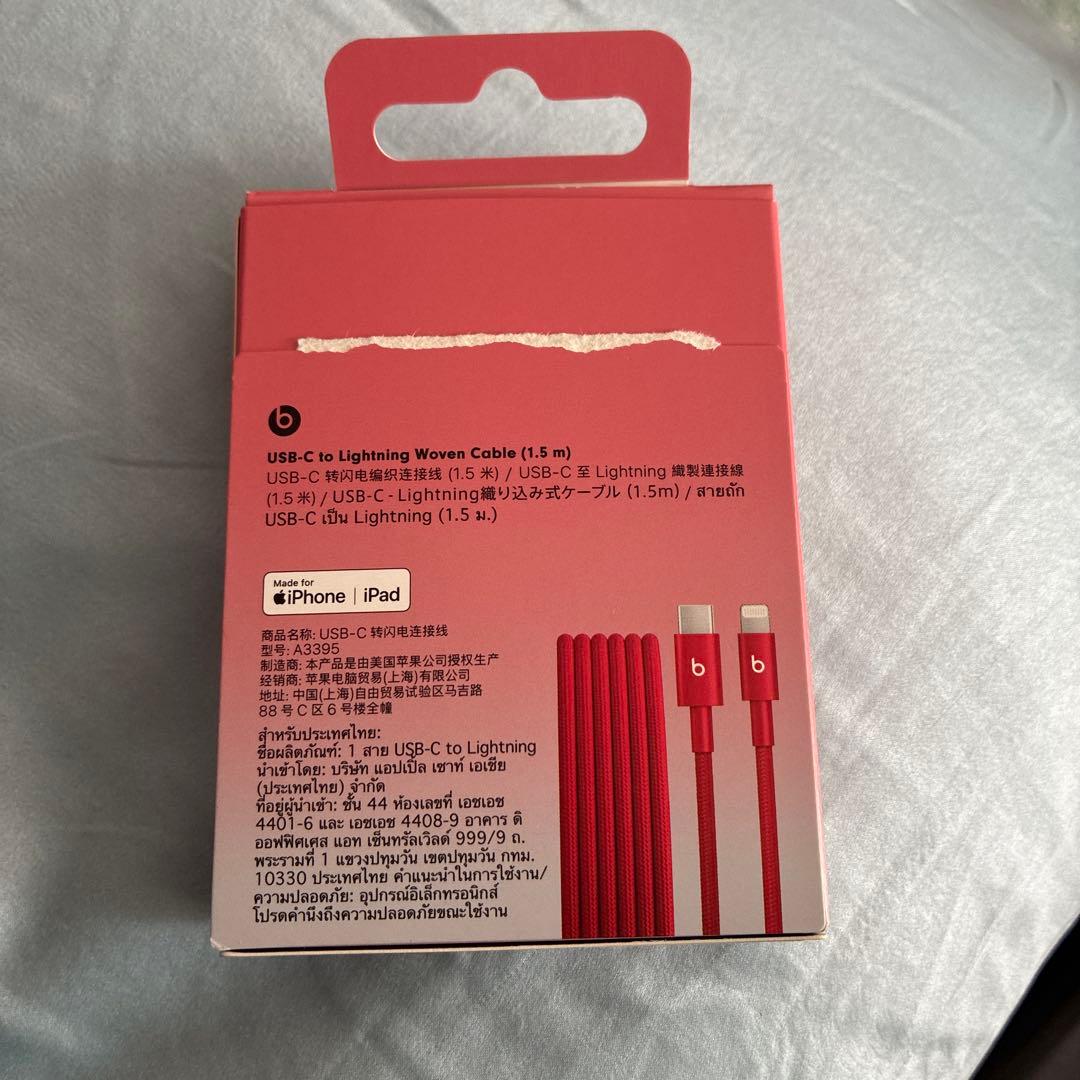 b
USB-C to Lightning Woven Cable (1.5 m)
USB-C 转闪电编织连接线 (1.5 米) / USB-C 至 Lightning 織製連接線
(1.5 米) / USB-C - Lightning織り込み式ケーブル (1.5m) / สายถัก
USB-C เป็น Lightning (1.5 ม.)
Made for
iPhone | iPad
商品名称: USB-C 转闪电连接线
型号: A3395
制造商: 本产品是由美国苹果公司授权生产
经销商: 苹果电脑贸易(上海)有限公司
地址: 中国(上海)自由贸易试验区马吉路
88 号 C 区 6 号楼全幢
สำหรับประเทศไทย:
ชื่อผลิตภัณฑ์: 1 สาย USB-C to Lightning
นำเข้าโดย: บริษัท แอปเปิ้ล เซาท์ เอเชีย
(ประเทศไทย) จำกัด
ที่อยู่ผู้นำเข้า: ชั้น 44 ห้องเลขที่ เอชเอช
4401-6 และ เอชเอช 4408-9 อาคาร ดิ
ออฟฟิศเศส แอท เซ็นทรัลเวิลด์ 999/9 ถ.
พระรามที่ 1 แขวงปทุมวัน เขตปทุมวัน กทม.
10330 ประเทศไทย คำแนะนำในการใช้งาน/
ความปลอดภัย: อุปกรณ์อิเล็กทรอนิกส์
โปรดคำนึงถึงความปลอดภัยขณะใช้งาน
b
b